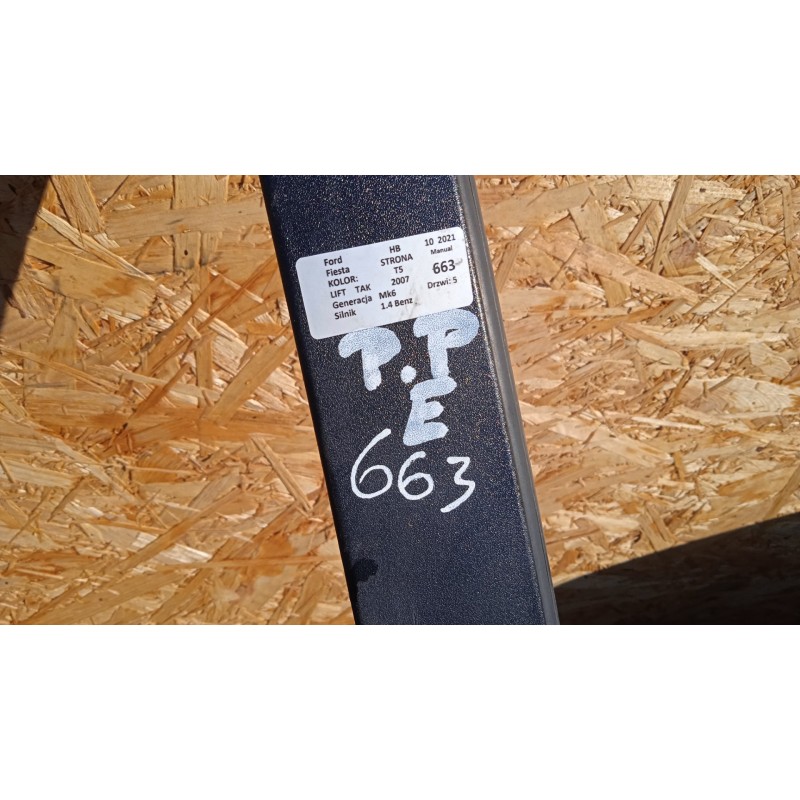 Ford HB 10 2021
Fiesta STRONA Manual
KOLOR: T5 663
LIFT TAK 2007 Drzwi: 5
Generacja Mk6
Silnik 1.4 Benz
P.P
E
663